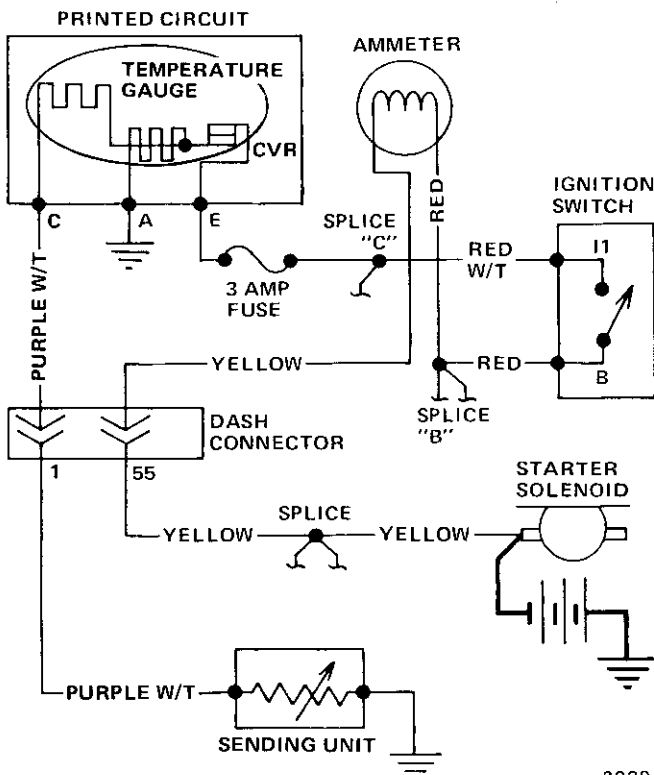 PRINTED CIRCUIT
AMMETER
TEMPERATURE
GAUGE
CVR
RED
IGNITION
SWITCH
C
A
E
SPLICE
"C"
RED
W/T
I1
3 AMP
FUSE
PURPLE W/T
YELLOW
RED
B
SPLICE
"B"
DASH
CONNECTOR
1
55
STARTER
SOLENOID
SPLICE
YELLOW
YELLOW
PURPLE W/T
SENDING UNIT